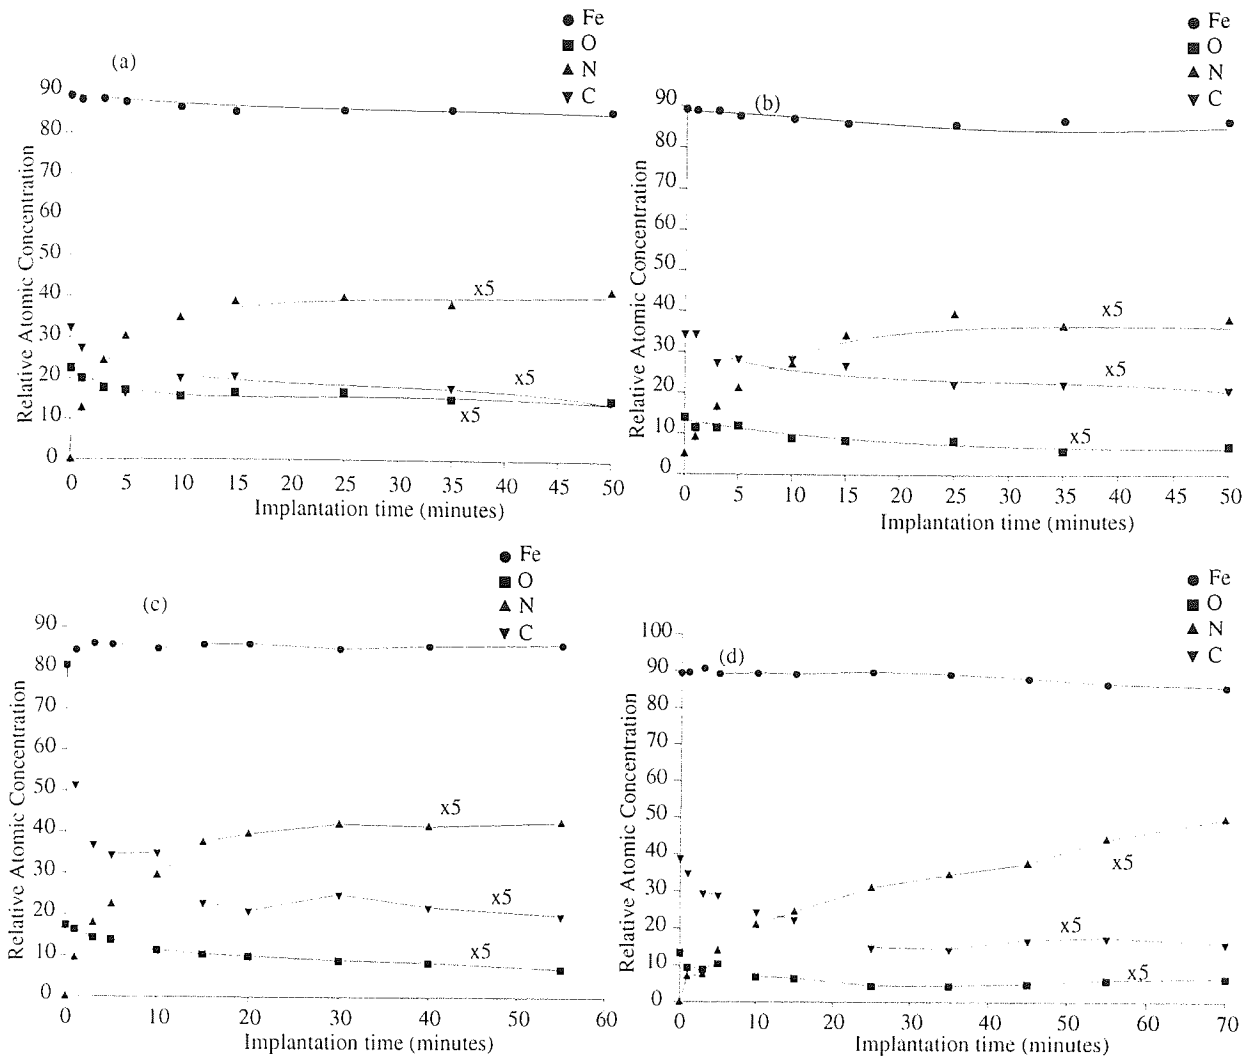 Fe
O
N
C
(a)
90
80
70
60
50
40
30
20
10
0
Relative Atomic Concentration
x5
x5
x5
0 5 10 15 20 25 30 35 40 45 50
Implantation time (minutes)
Fe
O
N
C
(b)
90
80
70
60
50
40
30
20
10
0
Relative Atomic Concentration
x5
x5
x5
0 5 10 15 20 25 30 35 40 45 50
Implantation time (minutes)
Fe
O
N
C
(c)
90
80
70
60
50
40
30
20
10
0
Relative Atomic Concentration
x5
x5
x5
0 10 15 20 25 30 35 40 45 50 55 60
Implantation time (minutes)
Fe
O
N
C
(d)
100
90
80
70
60
50
40
30
20
10
0
Relative Atomic Concentration
x5
x5
x5
0 10 20 30 40 50 60 70
Implantation time (minutes)